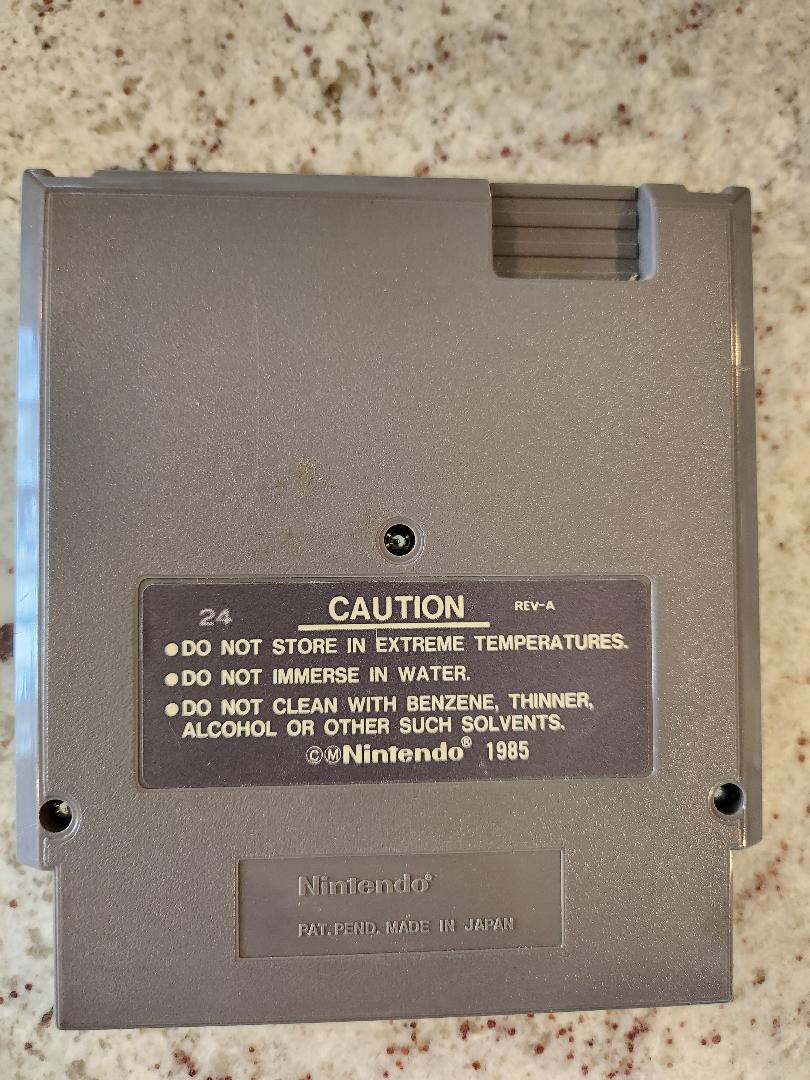 24 CAUTION REV-A
●DO NOT STORE IN EXTREME TEMPERATURES.
●DO NOT IMMERSE IN WATER.
●DO NOT CLEAN WITH BENZENE, THINNER,
ALCOHOL OR OTHER SUCH SOLVENTS.
©ⓂNintendo® 1985
Nintendo®
PAT. PEND. MADE IN JAPAN